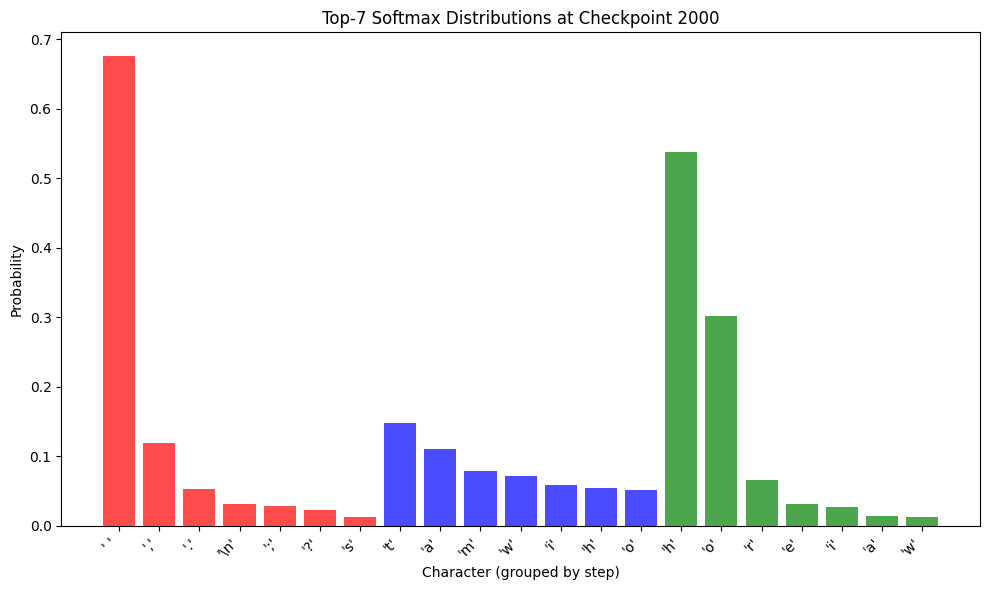 Top-7 Softmax Distributions at Checkpoint 2000
Probability
0.7
0.6
0.5
0.4
0.3
0.2
0.1
0.0
' ' ',' '.' '\n' ';' '?' 's' 't' 'a' 'm' 'w' 'i' 'h' 'o' 'h' 'o' 'r' 'e' 'i' 'a' 'w'
Character (grouped by step)